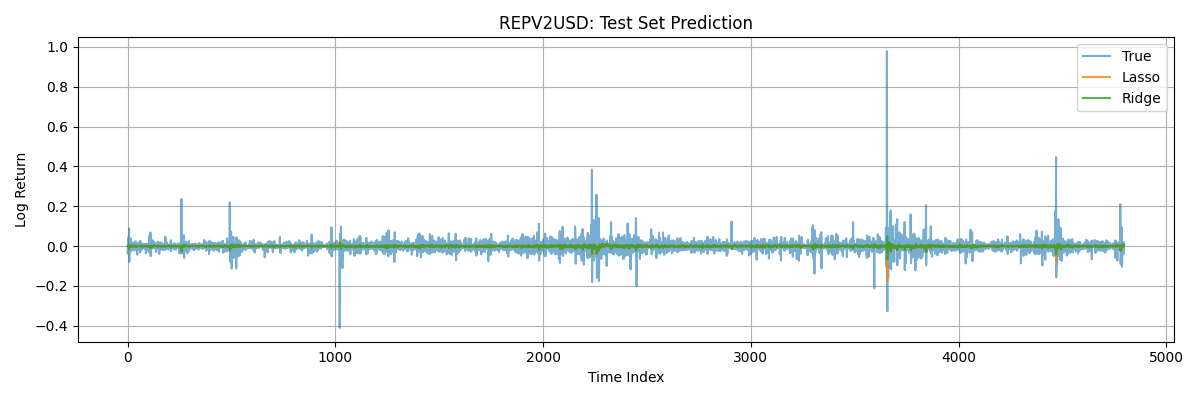 REPV2USD: Test Set Prediction
1.0
0.8
0.6
0.4
0.2
0.0
−0.2
−0.4
Log Return
True
Lasso
Ridge
0 1000 2000 3000 4000 5000
Time Index